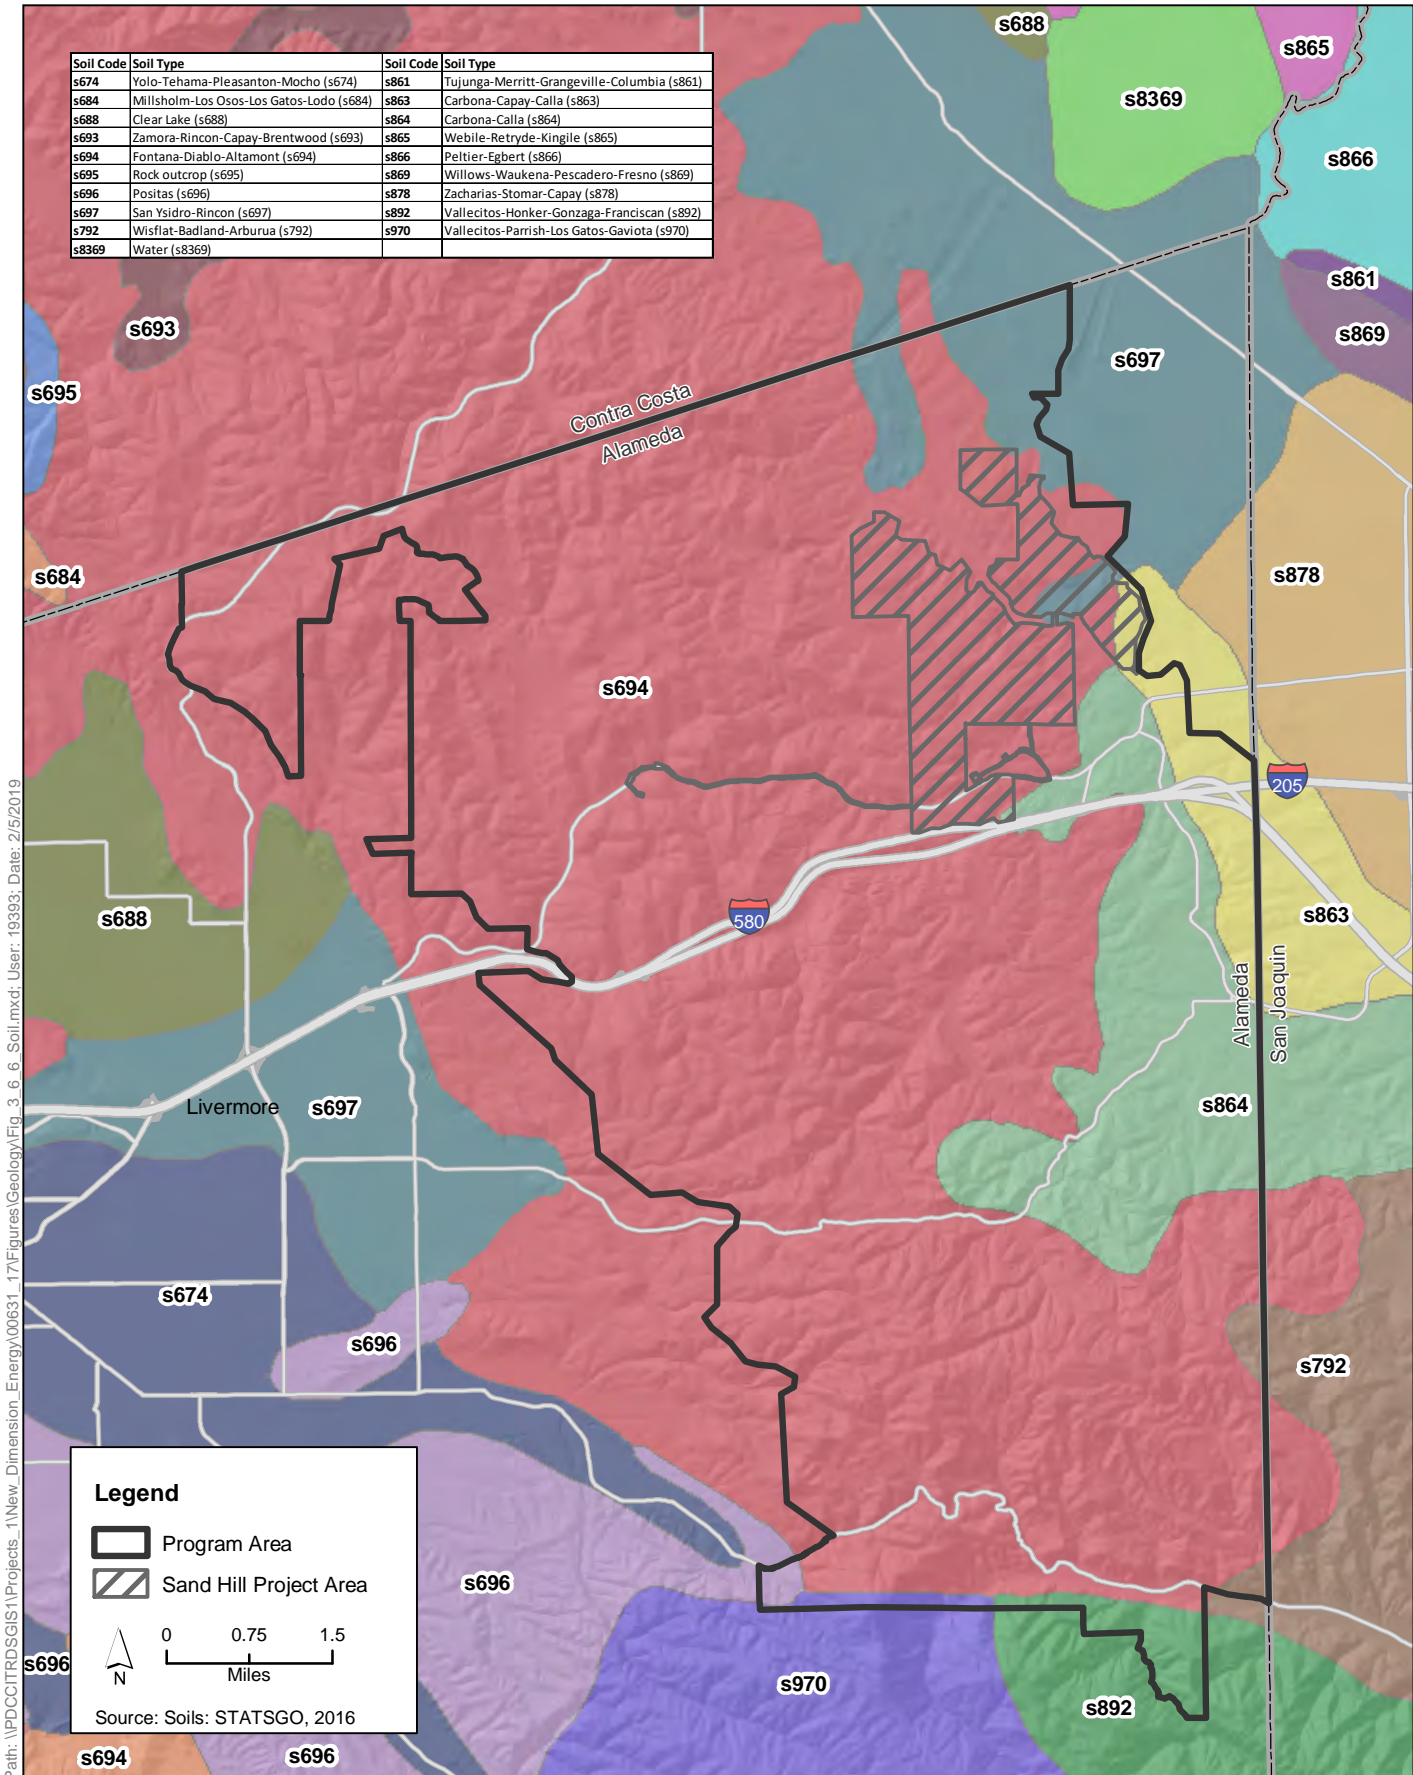 Soil Code Soil Type Soil Code Soil Type
s674 Yolo-Tehama-Pleasanton-Mocho (s674) s861 Tujunga-Merritt-Grangeville-Columbia (s861)
s684 Millsholm-Los Osos-Los Gatos-Lodo (s684) s863 Carbona-Capay-Calla (s863)
s688 Clear Lake (s688) s864 Carbona-Calla (s864)
s693 Zamora-Rincon-Capay-Brentwood (s693) s865 Webile-Retryde-Kingile (s865)
s694 Fontana-Diablo-Altamont (s694) s866 Peltier-Egbert (s866)
s695 Rock outcrop (s695) s869 Willows-Waukena-Pescadero-Fresno (s869)
s696 Positas (s696) s878 Zacharias-Stomar-Capay (s878)
s697 San Ysidro-Rincon (s697) s892 Vallecitos-Honker-Gonzaga-Franciscan (s892)
s792 Wisflat-Badland-Arburua (s792) s970 Vallecitos-Parrish-Los Gatos-Gaviota (s970)
s8369 Water (s8369)
s688
s865
s8369
s866
s861
s693
s869
s697
s695
Contra Costa
Alameda
s684
s878
s694
205
s688
580
s863
Alameda
San Joaquin
Livermore
s697
s864
s674
s696
s792
Legend
Program Area
Sand Hill Project Area
0 0.75 1.5
Miles
N
Source: Soils: STATSGO, 2016
s696
s696
s970
s892
s694
s696
Path: \\PDCCITRDSGIS1\Projects_1\New_Dimension_Energy\00631_17\Figures\Geology\Fig_3_6_6_Soil.mxd; User: 19393; Date: 2/5/2019